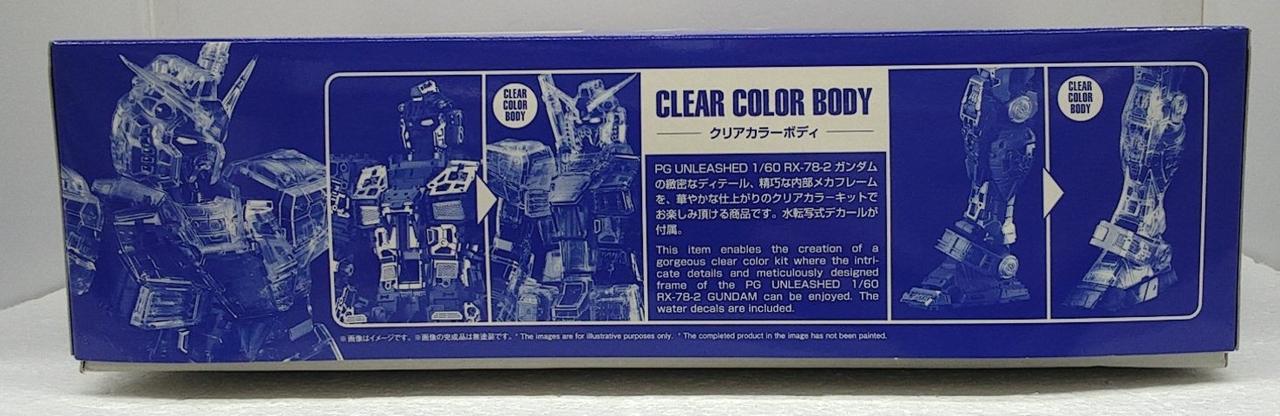 CLEAR
COLOR
BODY
CLEAR COLOR BODY
クリアカラーボディ
PG UNLEASHED 1/60 RX-78-2 ガンダム
の緻密なディテール、精巧な内部メカフレーム
を、華やかな仕上がりのクリアカラーキットで
お楽しみ頂ける商品です。水転写式デカールが
付属。
This item enables the creation of a
gorgeous clear color kit where the intri-
cate details and meticulously designed
frame of the PG UNLEASHED 1/60
RX-78-2 GUNDAM can be enjoyed. The
water decals are included.
CLEAR
COLOR
BODY
※画像はイメージです。※画像の完成品は無塗装です。* The images are for illustrative purposes only. * The completed product in the image has not been painted.